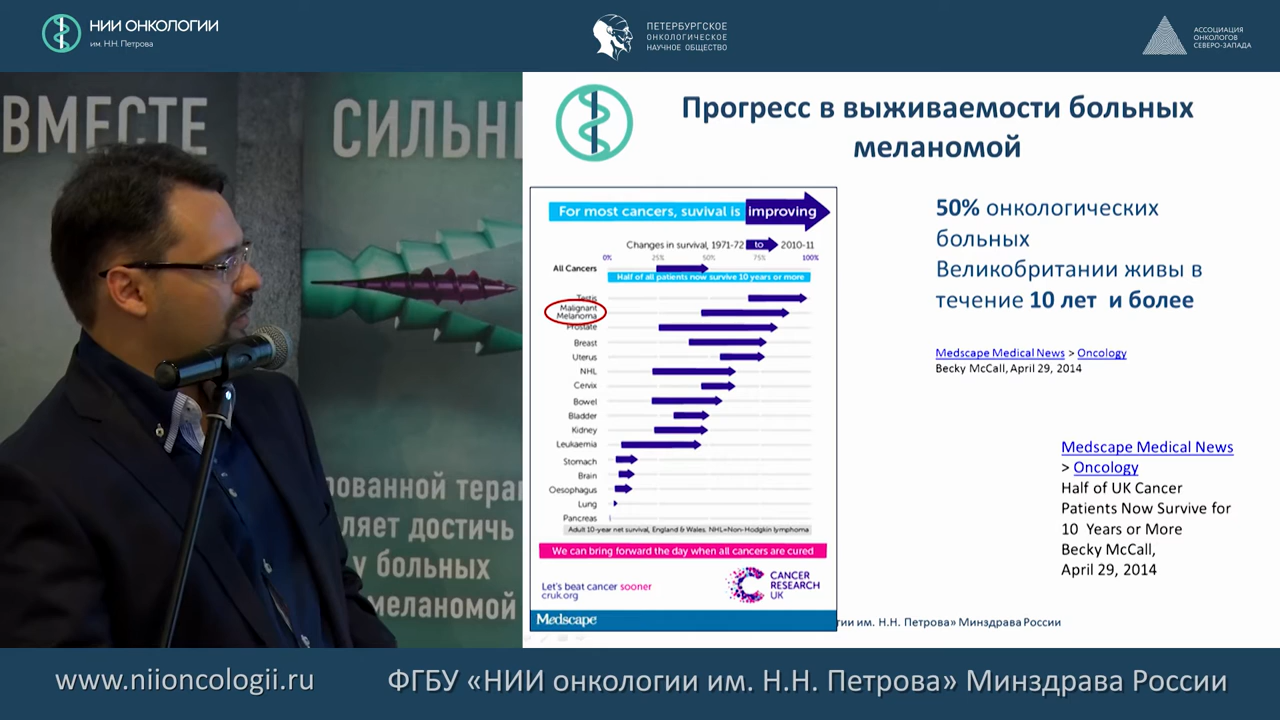 НИИ ОНКОЛОГИИ
им. Н.Н. Петрова
ПЕТЕРБУРГСКОЕ
ОНКОЛОГИЧЕСКОЕ
НАУЧНОЕ ОБЩЕСТВО
АССОЦИАЦИЯ
ОНКОЛОГОВ
СЕВЕРО-ЗАПАДА
ВМЕСТЕ
СИЛЬН
рованной тера
ляет достичь
у больных
меланомой
Прогресс в выживаемости больных
меланомой
For most cancers, suvival is improving
Changes in survival, 1971-72 to 2010-11
0% 25% 50% 75% 100%
All Cancers
Half of all patients now survive 10 years or more
Testis
Malignant
Melanoma
Prostate
Breast
Uterus
NHL
Cervix
Bowel
Bladder
Kidney
Leukaemia
Stomach
Brain
Oesophagus
Lung
Pancreas
Adult 10-year net survival, England & Wales. NHL=Non-Hodgkin lymphoma
We can bring forward the day when all cancers are cured
Let's beat cancer sooner
cruk.org
CANCER
RESEARCH
UK
Medscape
50% онкологических
больных
Великобритании живы в
течение 10 лет и более
Medscape Medical News > Oncology
Becky McCall, April 29, 2014
Medscape Medical News
> Oncology
Half of UK Cancer
Patients Now Survive for
10 Years or More
Becky McCall,
April 29, 2014
гии им. Н.Н. Петрова» Минздрава России
www.niioncologii.ru
ФГБУ «НИИ онкологии им. Н.Н. Петрова» Минздрава России